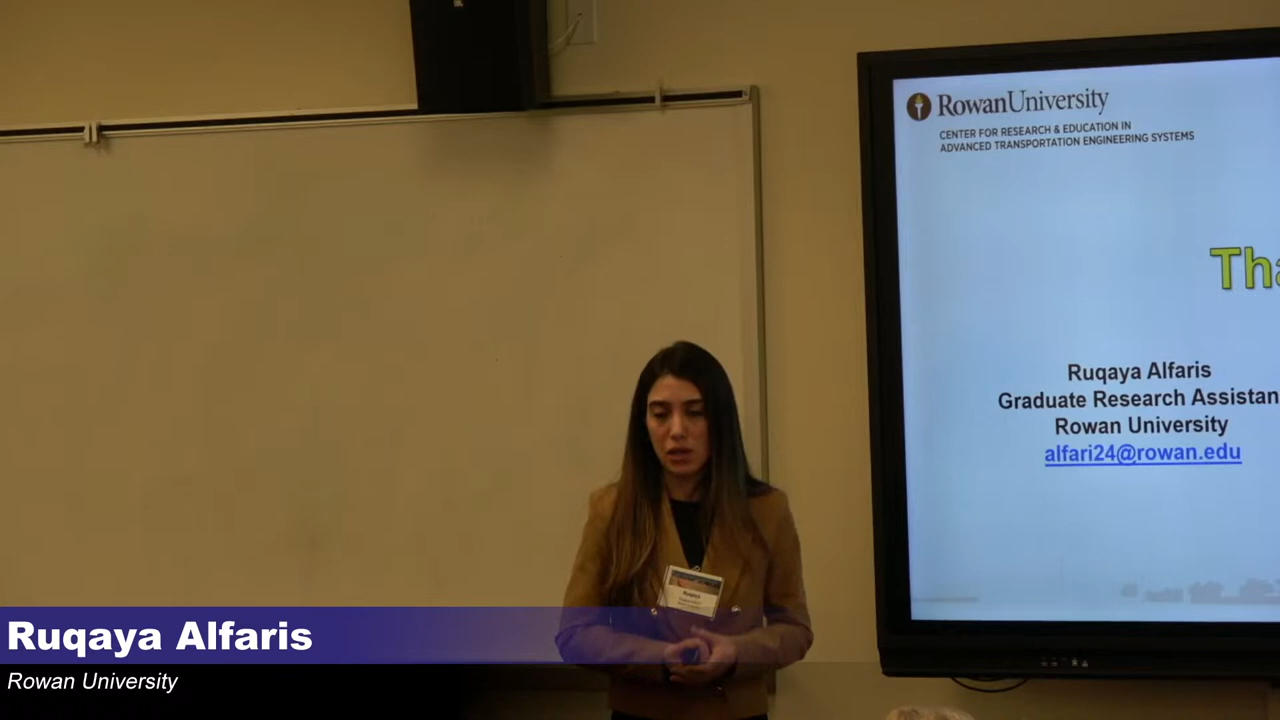 RowanUniversity
CENTER FOR RESEARCH & EDUCATION IN
ADVANCED TRANSPORTATION ENGINEERING SYSTEMS
Tha
Ruqaya Alfaris
Graduate Research Assistan
Rowan University
alfari24@rowan.edu
Ruqaya
Ruqaya Alfaris
Rowan University